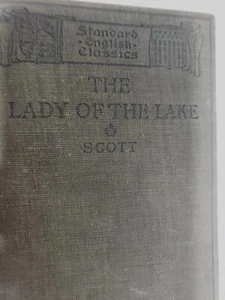 Standard
English
Classics
THE
LADY OF THE LAKE
SCOTT